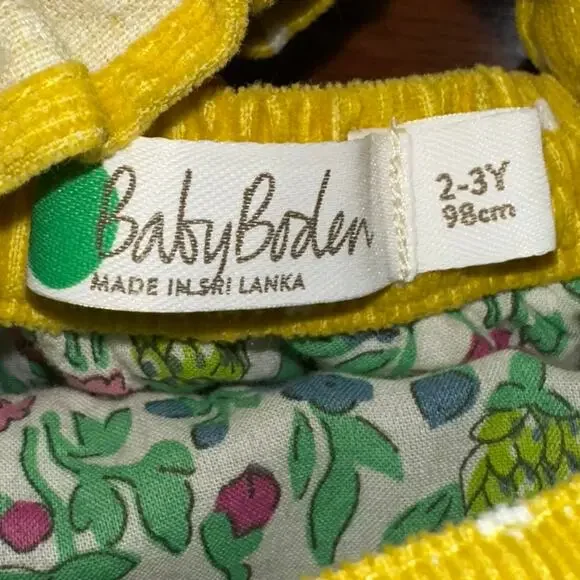 BabyBoden
MADE IN SRI LANKA
2-3Y
98cm